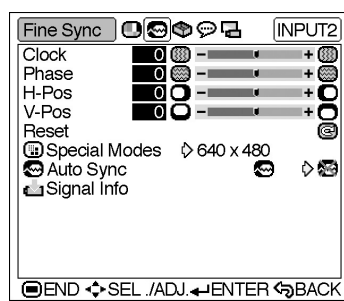 Fine Sync INPUT2
Clock 0 - +
Phase 0 - +
H-Pos 0 - +
V-Pos 0 - +
Reset
Special Modes 640 x 480
Auto Sync
Signal Info
END SEL ./ADJ. ENTER BACK